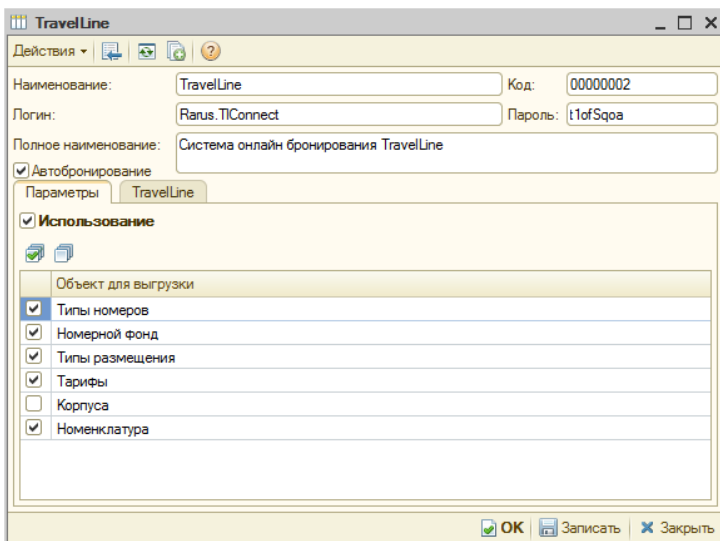 TravelLine
Действия
Наименование: TravelLine Код: 00000002
Логин: Rarus.TlConnect Пароль: t1ofSqoa
Полное наименование: Система онлайн бронирования TravelLine
Автобронирование
Параметры TravelLine
Использование
Объект для выгрузки
Типы номеров
Номерной фонд
Типы размещения
Тарифы
Корпуса
Номенклатура
OK Записать Закрыть